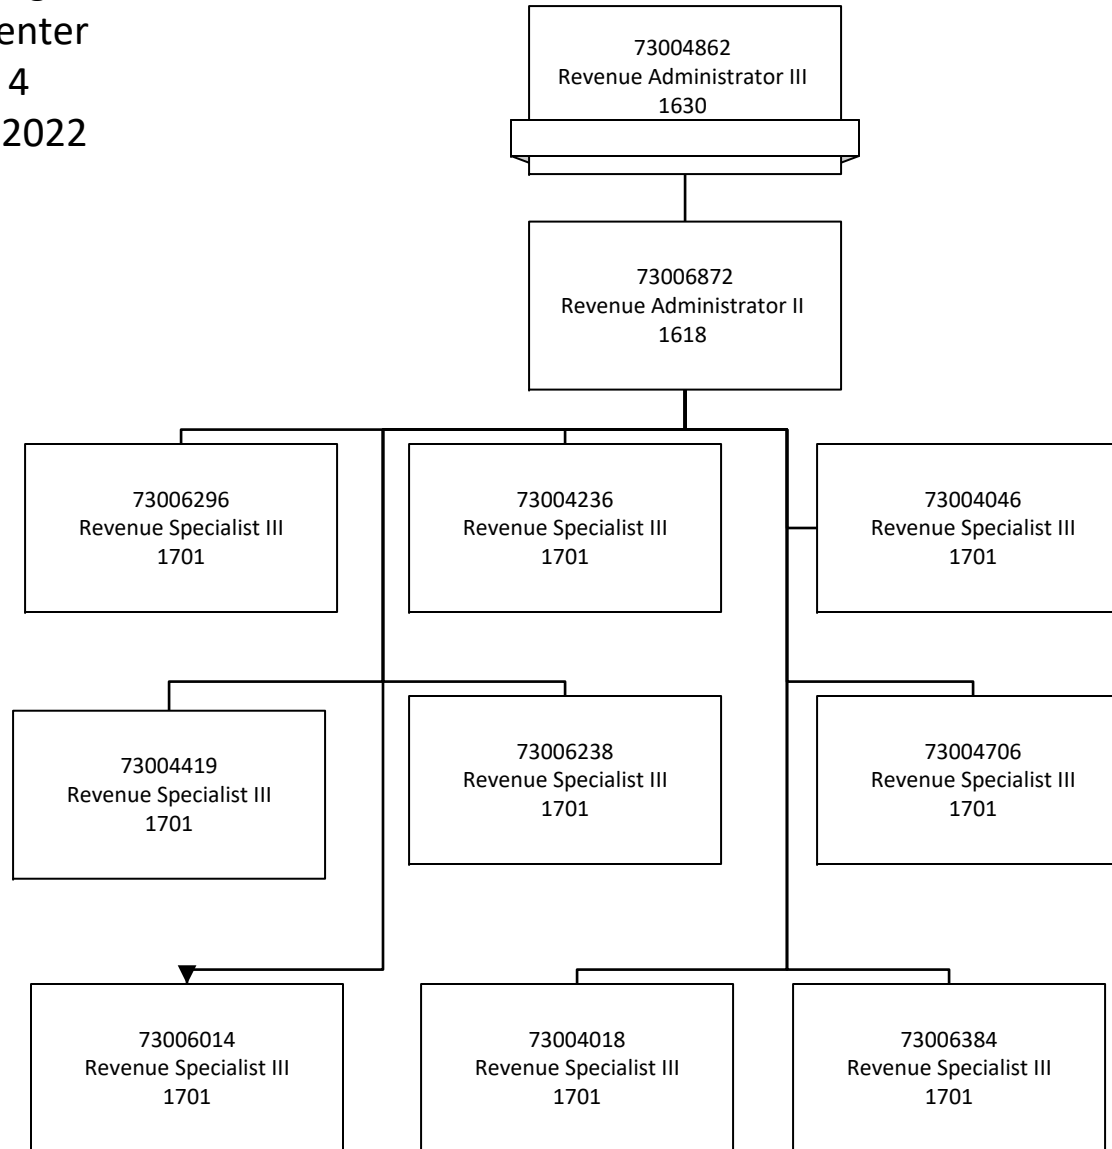 enter
4
2022
73004862
Revenue Administrator III
1630
73006872
Revenue Administrator II
1618
73006296
Revenue Specialist III
1701
73004236
Revenue Specialist III
1701
73004046
Revenue Specialist III
1701
73004419
Revenue Specialist III
1701
73006238
Revenue Specialist III
1701
73004706
Revenue Specialist III
1701
73006014
Revenue Specialist III
1701
73004018
Revenue Specialist III
1701
73006384
Revenue Specialist III
1701